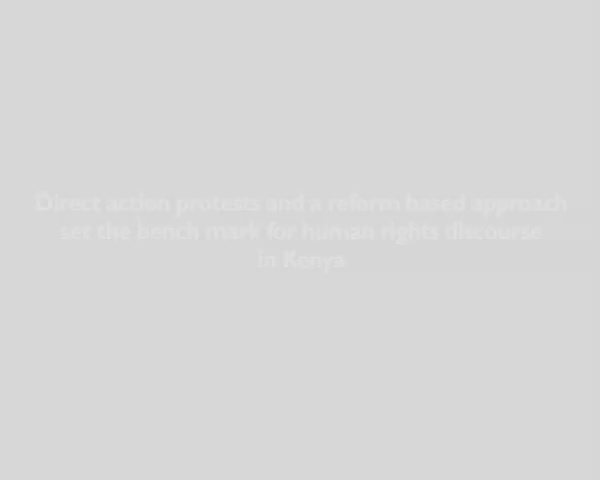 Direct action protests and a reform based approach
set the bench mark for human rights discourse
in Kenya